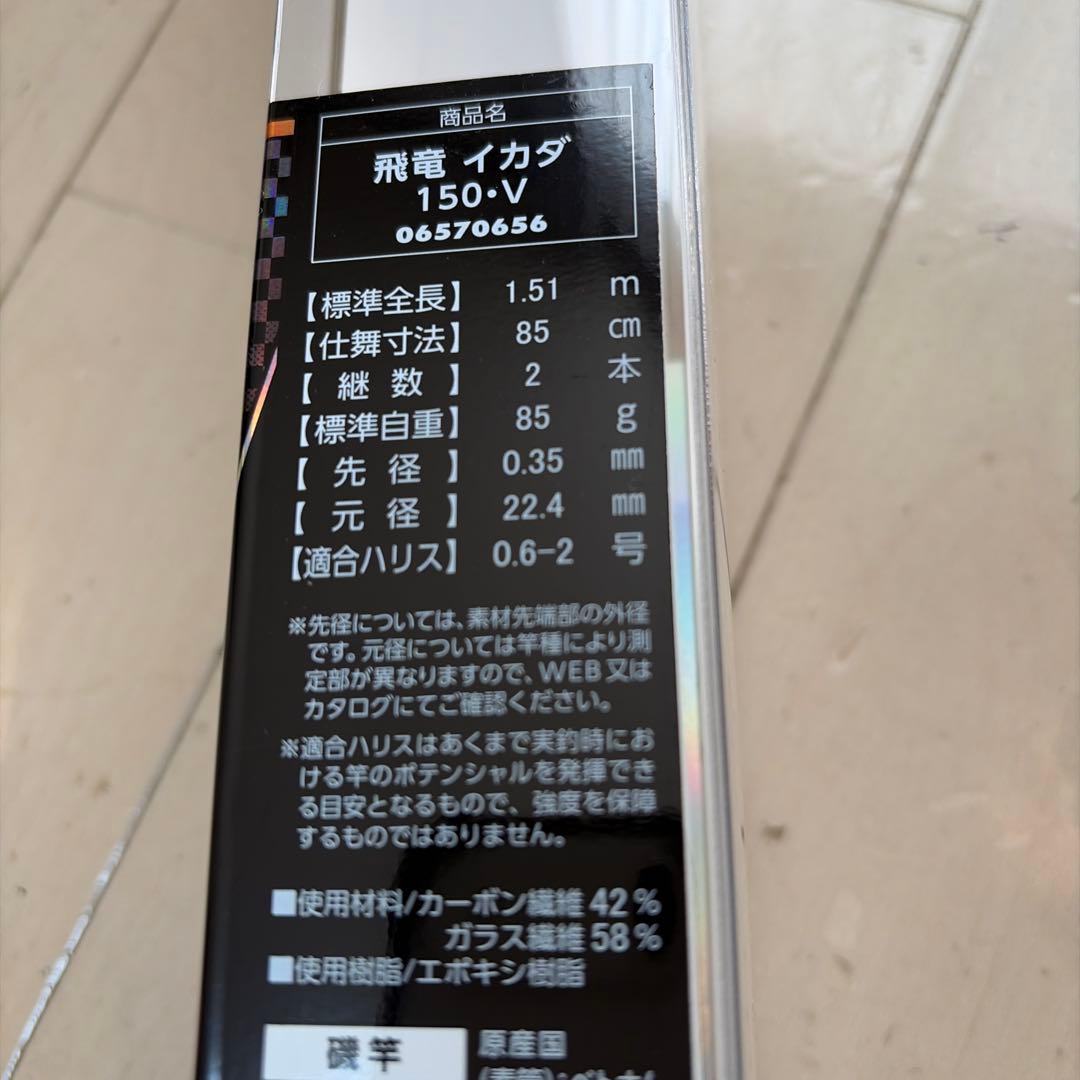 商品名
飛竜 イカダ
150・V
06570656
【標準全長】 1.51 m
【仕舞寸法】 85 ㎝
【 継 数 】 2 本
【標準自重】 85 g
【 先 径 】 0.35 ㎜
【 元 径 】 22.4 ㎜
【適合ハリス】 0.6-2 号
※先径については、素材先端部の外径
です。元径については竿種により測
定部が異なりますので、WEB又は
カタログにてご確認ください。
※適合ハリスはあくまで実釣時にお
ける竿のポテンシャルを発揮でき
る目安となるもので、強度を保障
するものではありません。
■使用材料/カーボン繊維 42%
ガラス繊維 58%
■使用樹脂/エポキシ樹脂
磯竿
原産国